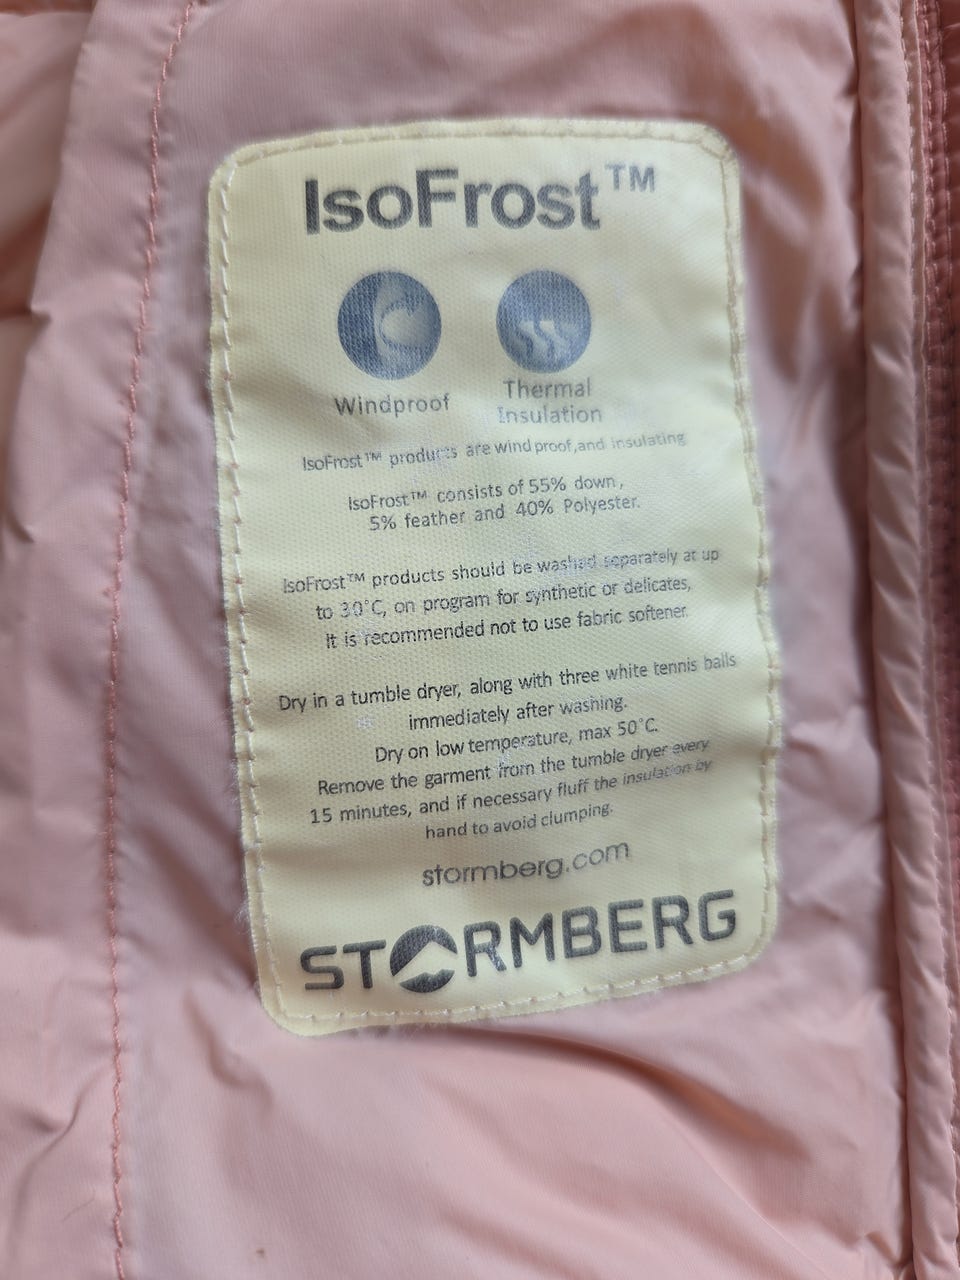 IsoFrost™
Windproof
Thermal
Insulation
IsoFrost™ products are windproof,and insulating
IsoFrost™ consists of 55% down,
5% feather and 40% Polyester.
IsoFrost™ products should be washed separately at up
to 30°C, on program for synthetic or delicates,
It is recommended not to use fabric softener.
Dry in a tumble dryer, along with three white tennis balls
immediately after washing.
Dry on low temperature, max 50°C.
Remove the garment from the tumble dryer every
15 minutes, and if necessary fluff the insulation by
hand to avoid clumping.
stormberg.com
STORMBERG